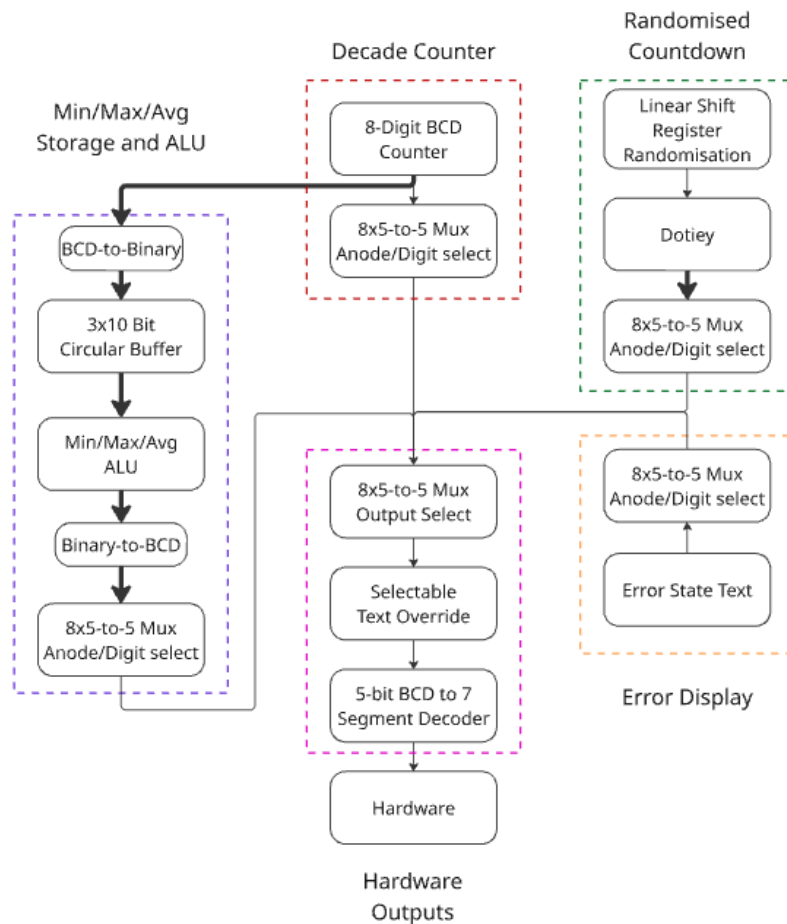 Min/Max/Avg
Storage and ALU
BCD-to-Binary
3x10 Bit
Circular Buffer
Min/Max/Avg
ALU
Binary-to-BCD
8x5-to-5 Mux
Anode/Digit select
Decade Counter
8-Digit BCD
Counter
8x5-to-5 Mux
Anode/Digit select
8x5-to-5 Mux
Output Select
Selectable
Text Override
5-bit BCD to 7
Segment Decoder
Hardware
Hardware
Outputs
Randomised
Countdown
Linear Shift
Register
Randomisation
Dotiey
8x5-to-5 Mux
Anode/Digit select
8x5-to-5 Mux
Anode/Digit select
Error State Text
Error Display